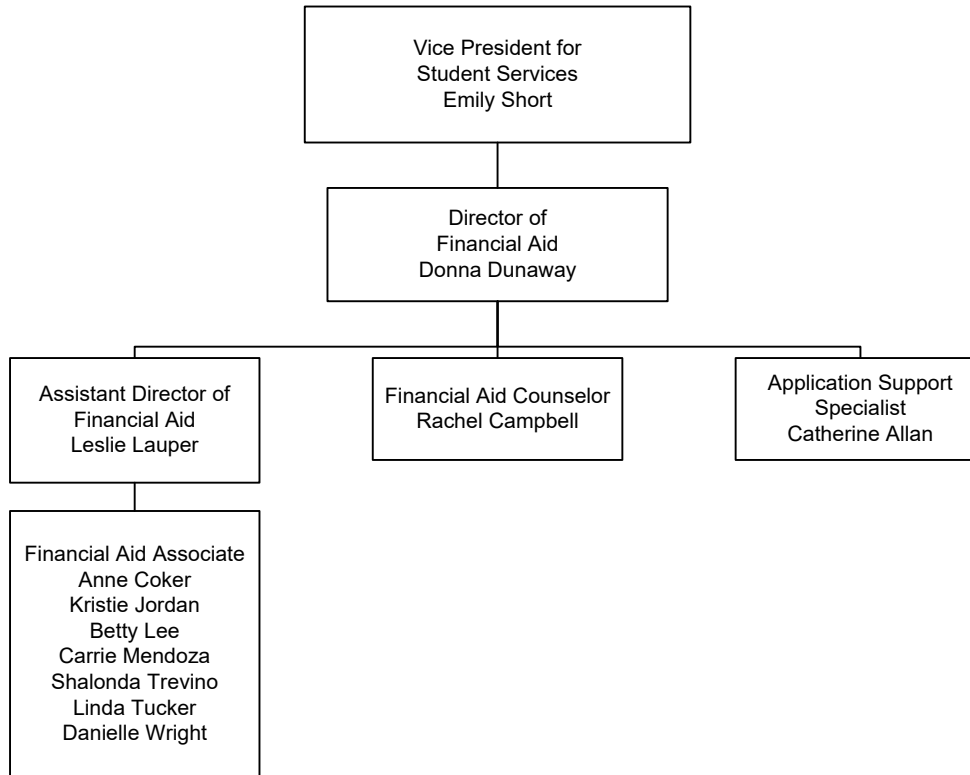 Vice President for
Student Services
Emily Short
Director of
Financial Aid
Donna Dunaway
Assistant Director of
Financial Aid
Leslie Lauper
Financial Aid Counselor
Rachel Campbell
Application Support
Specialist
Catherine Allan
Financial Aid Associate
Anne Coker
Kristie Jordan
Betty Lee
Carrie Mendoza
Shalonda Trevino
Linda Tucker
Danielle Wright